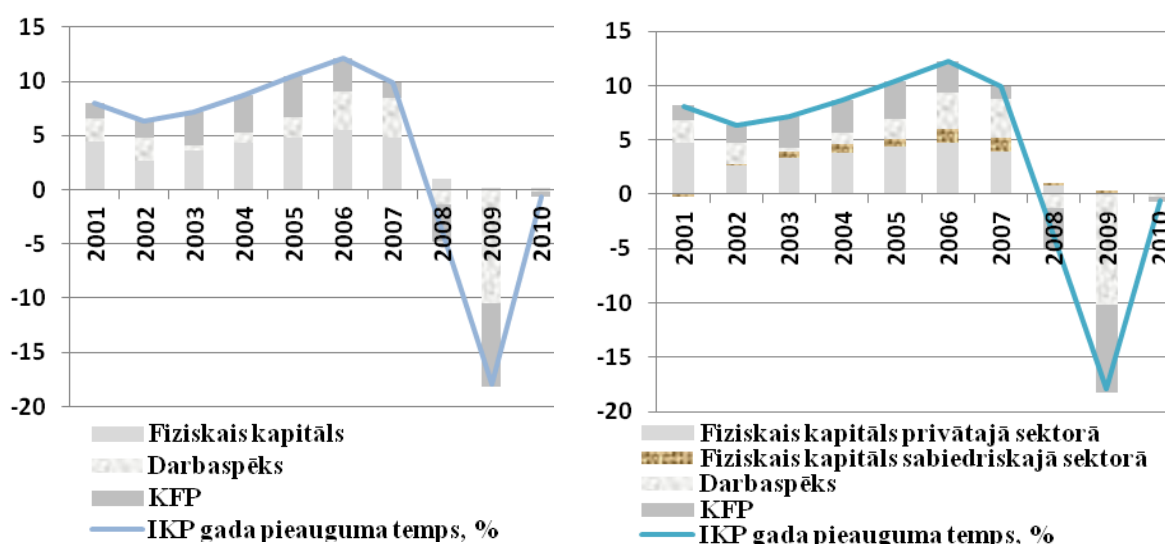 15
10
5
0
-5
-10
-15
-20
2001 2002 2003 2004 2005 2006 2007 2008 2009 2010
Fiziskais kapitāls
Darbaspēks
KFP
IKP gada pieauguma temps, %
15
10
5
0
-5
-10
-15
-20
2001 2002 2003 2004 2005 2006 2007 2008 2009 2010
Fiziskais kapitāls privātajā sektorā
Fiziskais kapitāls sabiedriskajā sektorā
Darbaspēks
KFP
IKP gada pieauguma temps, %